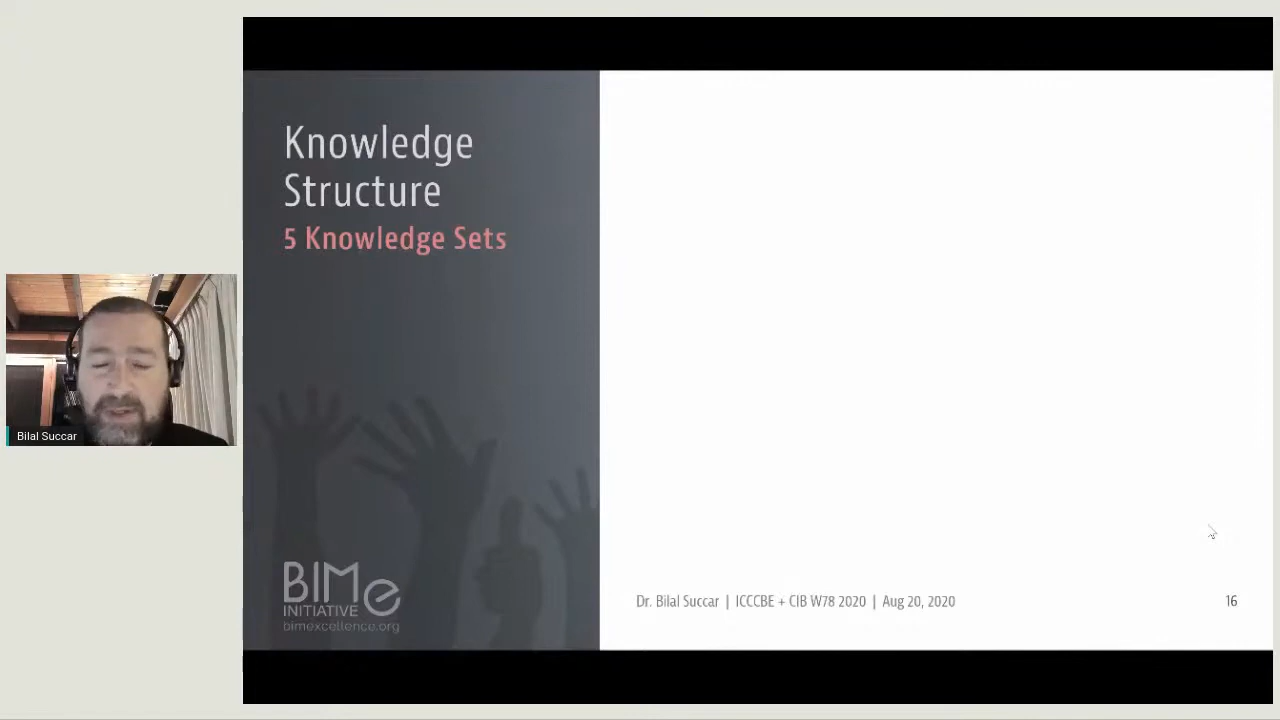 Knowledge
Structure
5 Knowledge Sets
Bilal Succar
BIMe
INITIATIVE
bimexcellence.org
Dr. Bilal Succar | ICCCBE + CIB W78 2020 | Aug 20, 2020
16